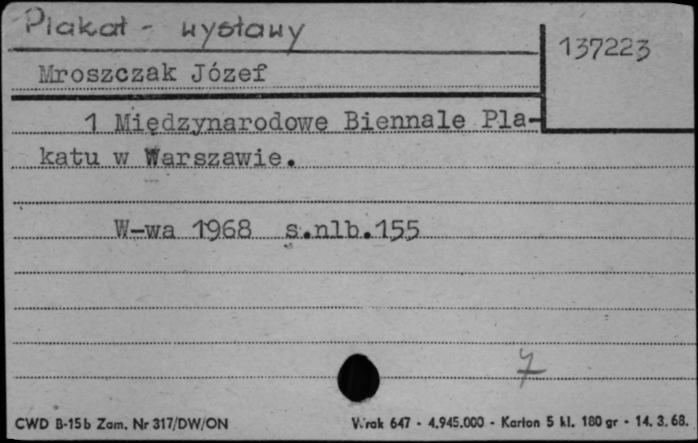 Plakat - wystawy
137223
Mroszczak Józef
1 Międzynarodowe Biennale Pla-
katu w Warszawie.
W-wa 1968 s.nlb.155
7
CWD B-15b Zam. Nr 317/DW/ON
Wrak 647 - 4.945.000 - Karton 5 kl. 180 gr - 14. 3. 68.